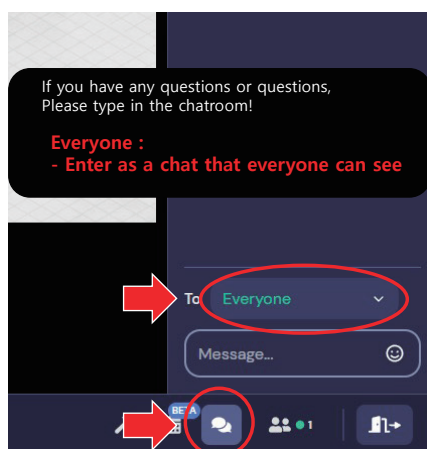 If you have any questions or questions,
Please type in the chatroom!
Everyone :
- Enter as a chat that everyone can see
To Everyone
Message...
BETA
1